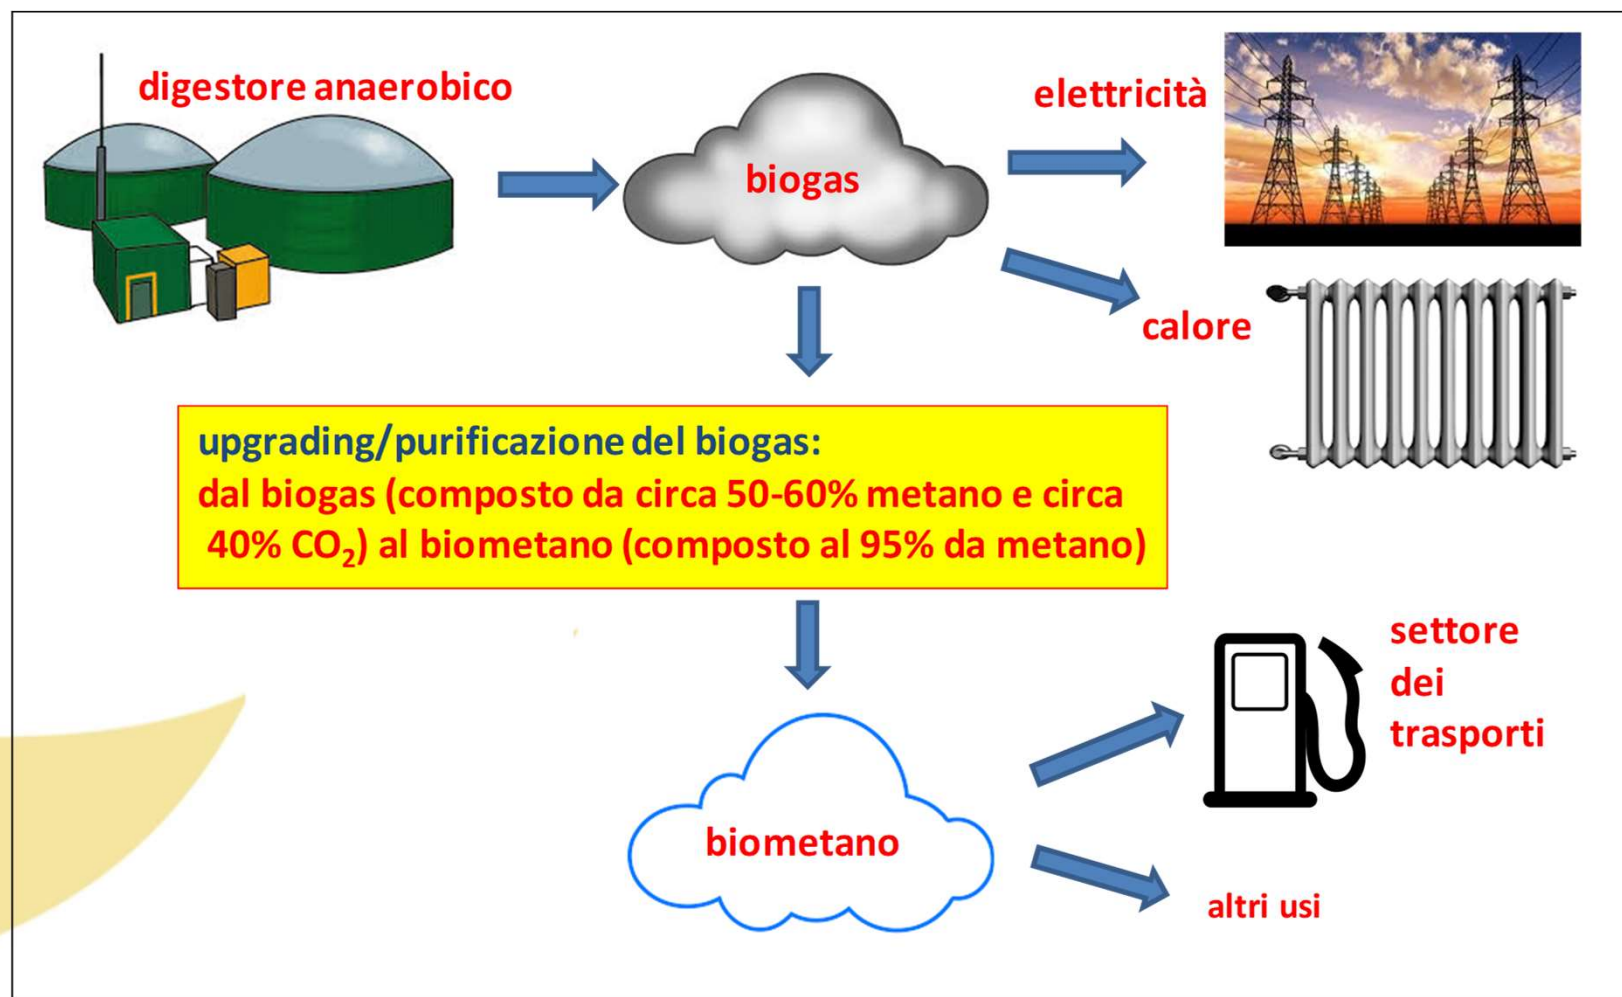 digestore anaerobico
biogas
elettricità
calore
upgrading/purificazione del biogas:
dal biogas (composto da circa 50-60% metano e circa
40% CO₂) al biometano (composto al 95% da metano)
biometano
settore
dei
trasporti
altri usi